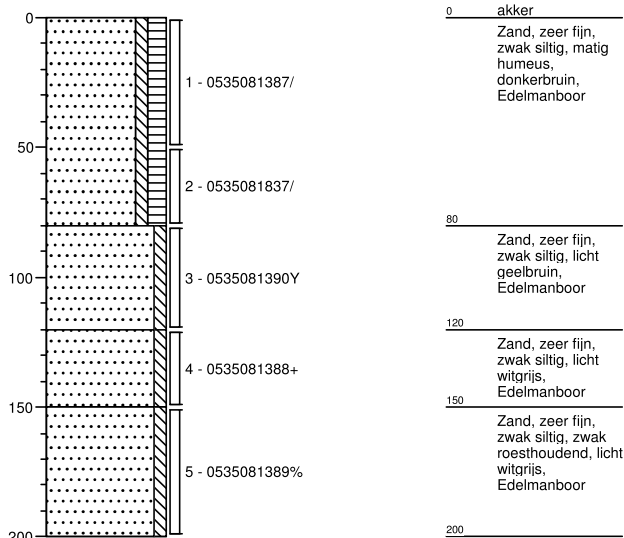 0
50
100
150
200
1 - 0535081387/
2 - 0535081837/
3 - 0535081390Y
4 - 0535081388+
5 - 0535081389%
0
akker
Zand, zeer fijn,
zwak siltig, matig
humeus,
donkerbruin,
Edelmanboor
80
Zand, zeer fijn,
zwak siltig, licht
geelbruin,
Edelmanboor
120
Zand, zeer fijn,
zwak siltig, licht
witgrijs,
Edelmanboor
150
Zand, zeer fijn,
zwak siltig, zwak
roesthoudend, licht
witgrijs,
Edelmanboor
200